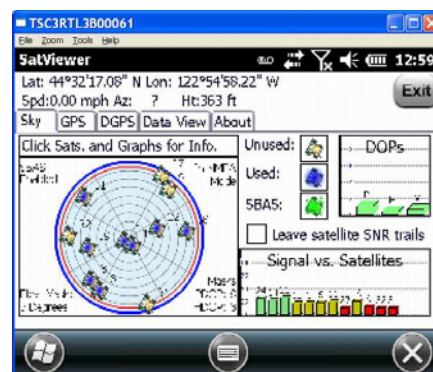 TSC3RTL3B00061
File Zoom Tools Help
SatViewer 12:59
Lat: 44°32'17.08" N Lon: 122°54'58.22" W
Spd:0.00 mph Az: ? Ht:363 ft
Exit
Sky GPS DGPS Data View About
Click Sats. and Graphs for Info.
Unused:
DOPs
Mode
Used:
SBAS:
Leave satellite SNR trails
Signal vs. Satellites
Degrees